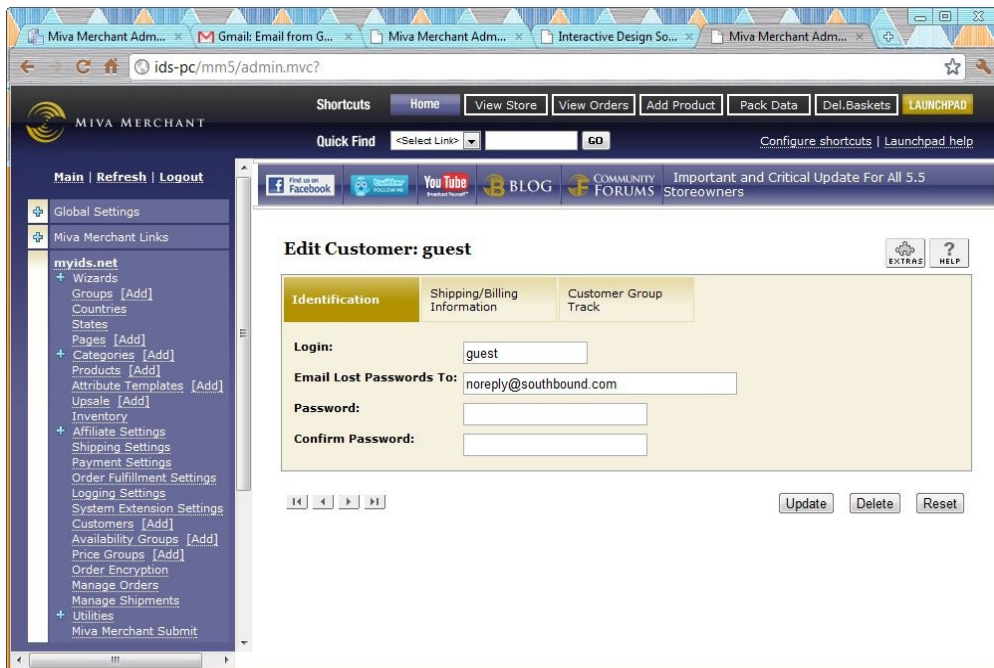 Miva Merchant Adm...
Gmail: Email from G...
Miva Merchant Adm...
Interactive Design So...
Miva Merchant Adm...
ids-pc/mm5/admin.mvc?
MIVA MERCHANT
Shortcuts Home View Store View Orders Add Product Pack Data Del.Baskets LAUNCHPAD
Quick Find <Select Link> GO Configure shortcuts | Launchpad help
Main | Refresh | Logout
Find us on
Facebook
twitter
FOLLOW ME
You Tube
Broadcast Yourself
BLOG
COMMUNITY
FORUMS
Important and Critical Update For All 5.5
Storeowners
Global Settings
Miva Merchant Links
myids.net
Wizards
Groups [Add]
Countries
States
Pages [Add]
Categories [Add]
Products [Add]
Attribute Templates [Add]
Upsale [Add]
Inventory
Affiliate Settings
Shipping Settings
Payment Settings
Order Fulfillment Settings
Logging Settings
System Extension Settings
Customers [Add]
Availability Groups [Add]
Price Groups [Add]
Order Encryption
Manage Orders
Manage Shipments
Utilities
Miva Merchant Submit
Edit Customer: guest
EXTRAS
?
HELP
Identification
Shipping/Billing
Information
Customer Group
Track
Login: guest
Email Lost Passwords To: noreply@southbound.com
Password:
Confirm Password:
Update Delete Reset